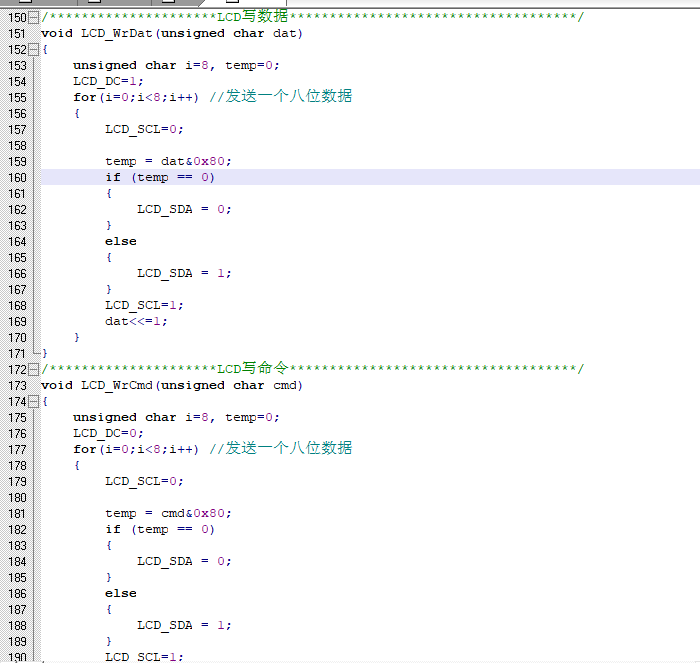 150 /*********************LCD写数据************************************/
151 void LCD_WrDat(unsigned char dat)
152 {
153     unsigned char i=8, temp=0;
154     LCD_DC=1;
155     for(i=0;i<8;i++) //发送一个八位数据
156     {
157         LCD_SCL=0;
158
159         temp = dat&0x80;
160         if (temp == 0)
161         {
162             LCD_SDA = 0;
163         }
164         else
165         {
166             LCD_SDA = 1;
167         }
168         LCD_SCL=1;
169         dat<<=1;
170     }
171 }
172 /*********************LCD写命令************************************/
173 void LCD_WrCmd(unsigned char cmd)
174 {
175     unsigned char i=8, temp=0;
176     LCD_DC=0;
177     for(i=0;i<8;i++) //发送一个八位数据
178     {
179         LCD_SCL=0;
180
181         temp = cmd&0x80;
182         if (temp == 0)
183         {
184             LCD_SDA = 0;
185         }
186         else
187         {
188             LCD_SDA = 1;
189         }
190         LCD_SCL=1;